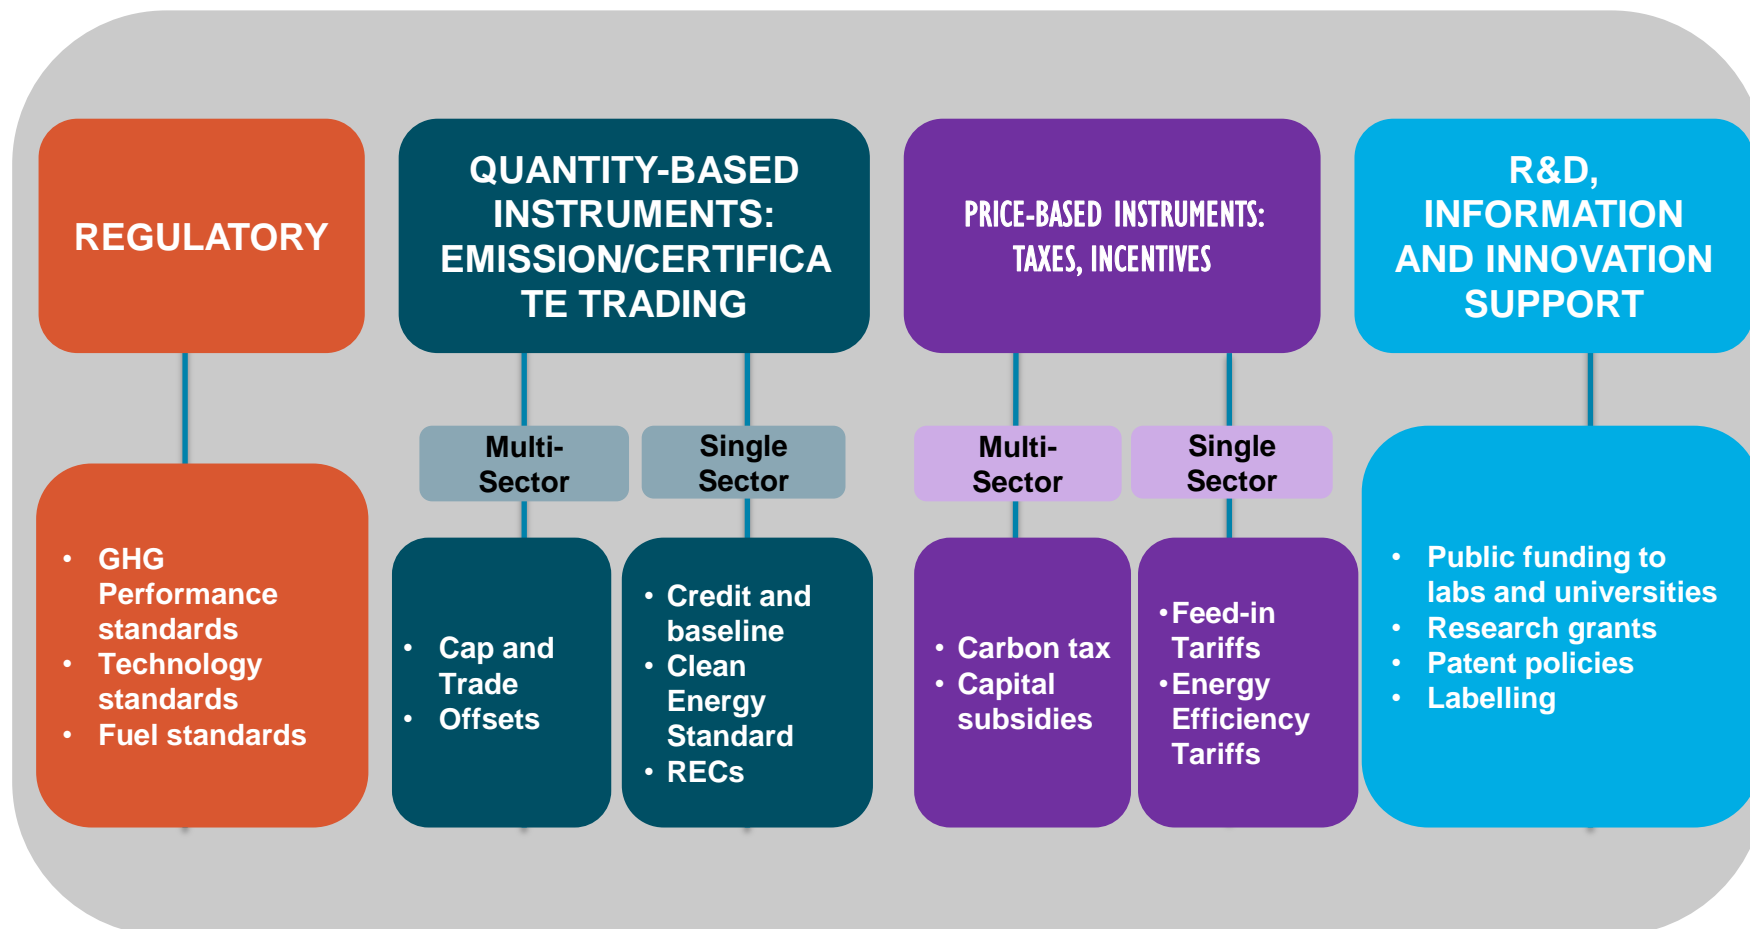 REGULATORY
• GHG
Performance
standards
• Technology
standards
• Fuel standards
QUANTITY-BASED
INSTRUMENTS:
EMISSION/CERTIFICA
TE TRADING
Multi-
Sector
• Cap and
Trade
• Offsets
Single
Sector
• Credit and
baseline
• Clean
Energy
Standard
• RECs
PRICE-BASED INSTRUMENTS:
TAXES, INCENTIVES
Multi-
Sector
• Carbon tax
• Capital
subsidies
Single
Sector
• Feed-in
Tariffs
• Energy
Efficiency
Tariffs
R&D,
INFORMATION
AND INNOVATION
SUPPORT
• Public funding to
labs and universities
• Research grants
• Patent policies
• Labelling